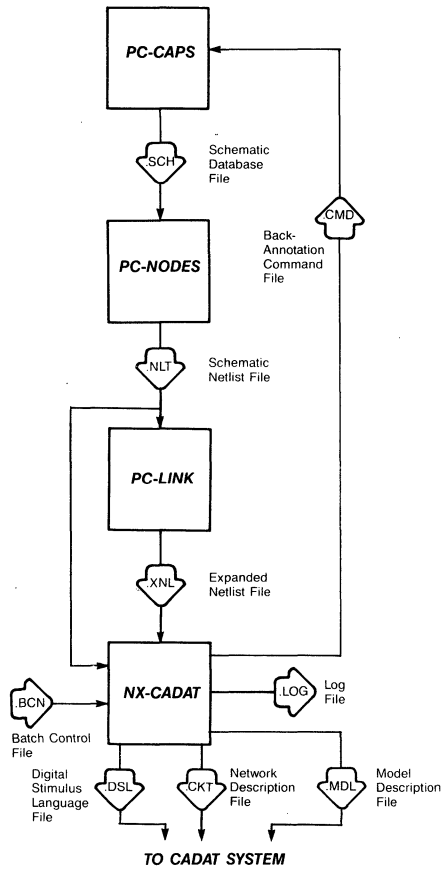 PC-CAPS
.SCH
Schematic
Database
File
.CMD
Back-
Annotation
Command
File
PC-NODES
.NLT
Schematic
Netlist File
PC-LINK
.XNL
Expanded
Netlist File
NX-CADAT
.BCN
Batch Control
File
.LOG
Log
File
Digital
Stimulus
Language
File
.DSL
.CKT
Network
Description
File
.MDL
Model
Description
File
TO CADAT SYSTEM